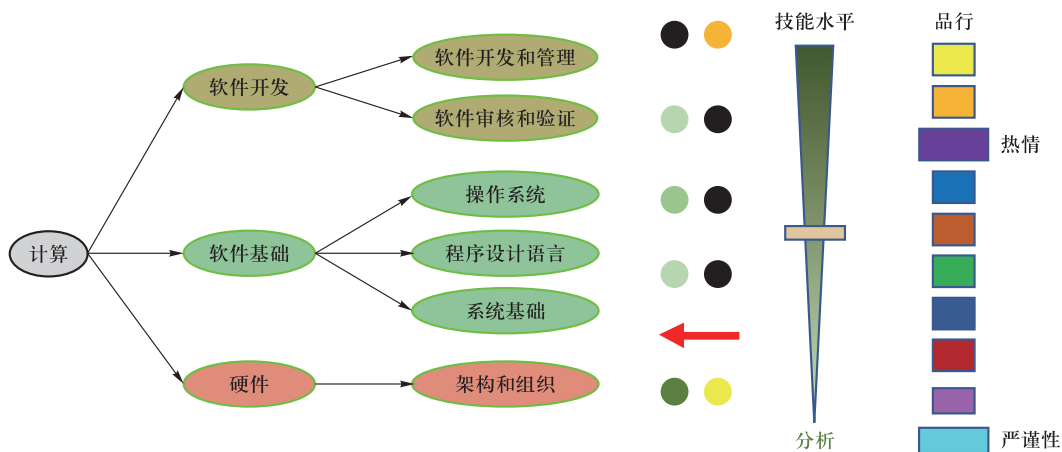 技能水平
品行
软件开发和管理
软件开发
软件审核和验证
热情
操作系统
计算
软件基础
程序设计语言
系统基础
硬件
架构和组织
分析
严谨性